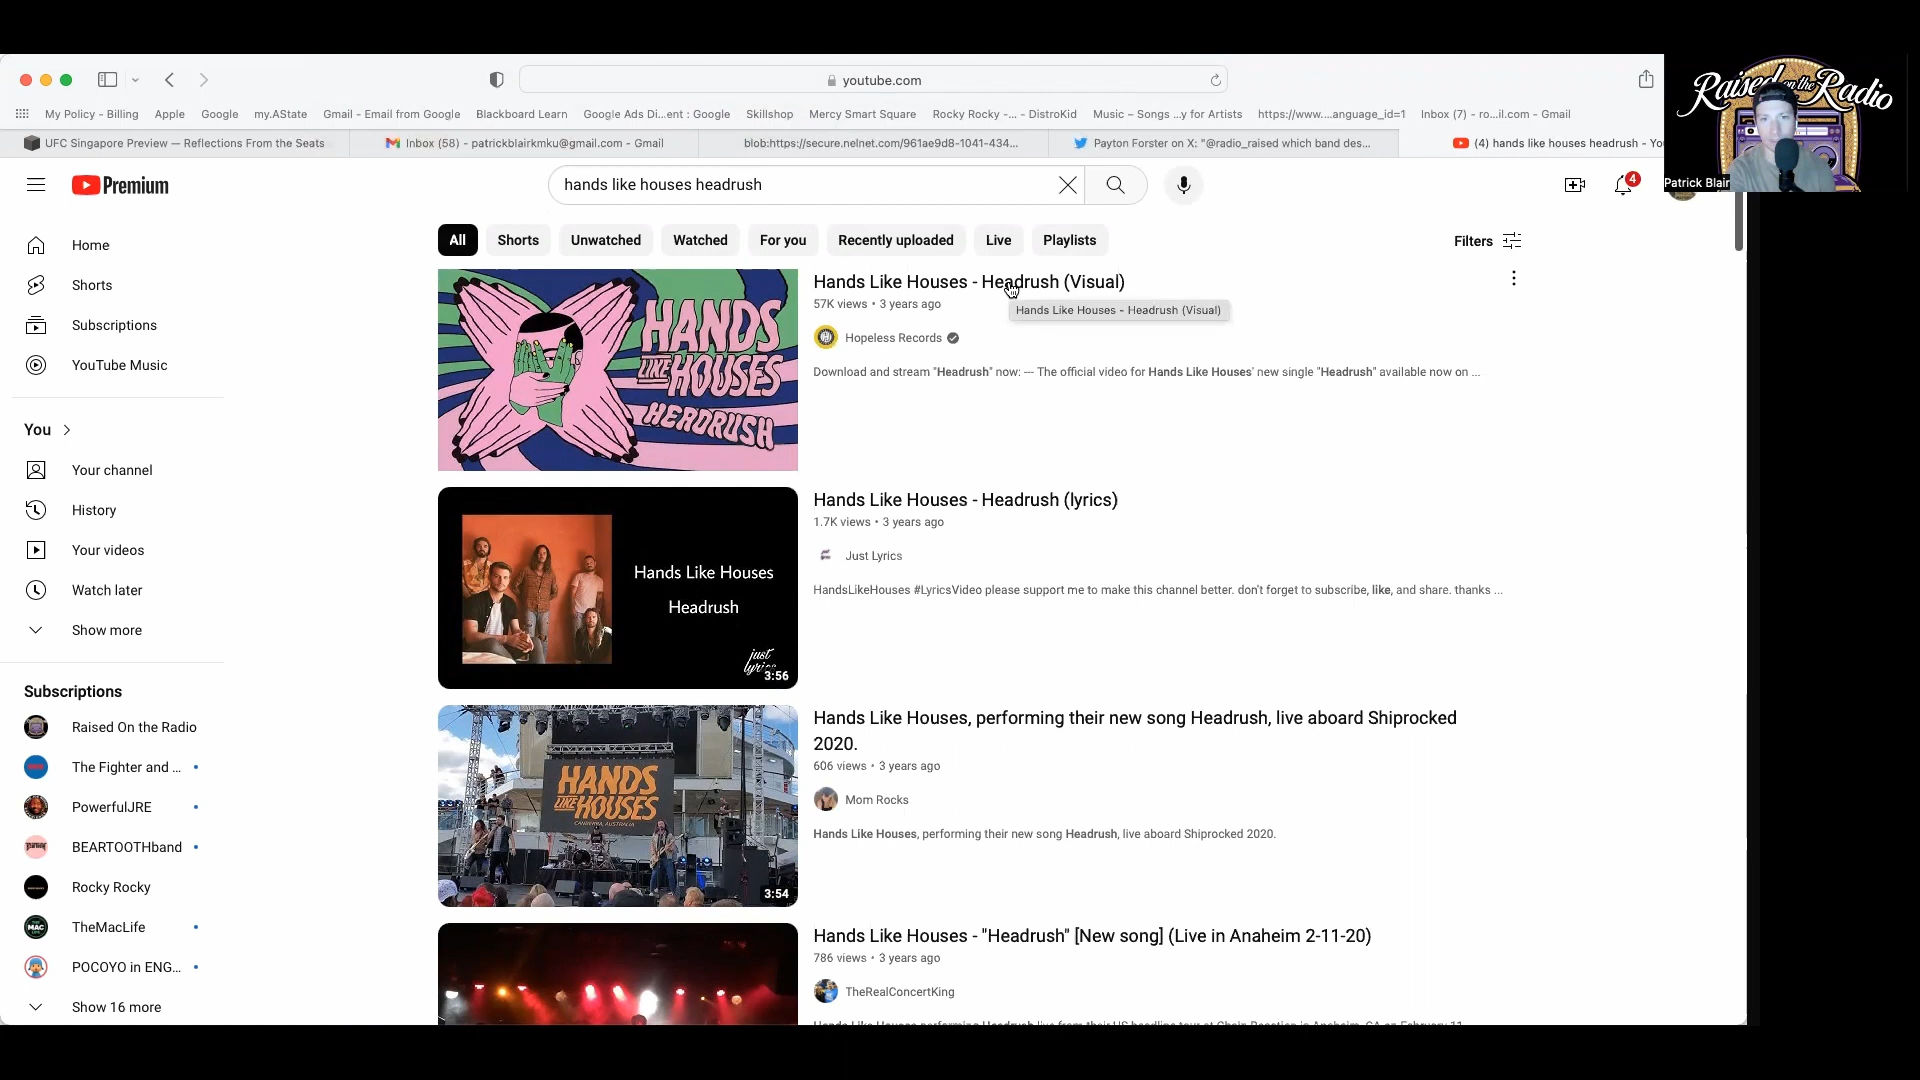 youtube.com
My Policy - Billing
Apple
Google
my.AState
Gmail - Email from Google
Blackboard Learn
Google Ads Di...ent : Google
Skillshop
Mercy Smart Square
Rocky Rocky -... - DistroKid
Music – Songs ...y for Artists
https://www....anguage_id=1
Inbox (7) - ro...il.com - Gmail
UFC Singapore Preview — Reflections From the Seats
Inbox (58) - patrickblairkmku@gmail.com - Gmail
blob:https://secure.nelnet.com/961ae9d8-1041-434...
Payton Forster on X: "@radio_raised which band des...
(4) hands like houses headrush - Yo
Raised on the Radio
Patrick Blair
Premium
hands like houses headrush
4
Home
Shorts
Subscriptions
YouTube Music
You
Your channel
History
Your videos
Watch later
Show more
Subscriptions
Raised On the Radio
The Fighter and ...
PowerfulJRE
BEARTOOTHband
Rocky Rocky
TheMacLife
POCOYO in ENG...
Show 16 more
All
Shorts
Unwatched
Watched
For you
Recently uploaded
Live
Playlists
Filters
HANDS
LIKE HOUSES
HEADRUSH
Hands Like Houses - Headrush (Visual)
57K views • 3 years ago
Hands Like Houses - Headrush (Visual)
Hopeless Records
Download and stream "Headrush" now: --- The official video for Hands Like Houses' new single "Headrush" available now on ...
Hands Like Houses
Headrush
just
lyrics
3:56
Hands Like Houses - Headrush (lyrics)
1.7K views • 3 years ago
Just Lyrics
HandsLikeHouses #LyricsVideo please support me to make this channel better. don't forget to subscribe, like, and share. thanks ...
HANDS
LIKE HOUSES
CANBERRA, AUSTRALIA
3:54
Hands Like Houses, performing their new song Headrush, live aboard Shiprocked
2020.
606 views • 3 years ago
Mom Rocks
Hands Like Houses, performing their new song Headrush, live aboard Shiprocked 2020.
Hands Like Houses - "Headrush" [New song] (Live in Anaheim 2-11-20)
786 views • 3 years ago
TheRealConcertKing